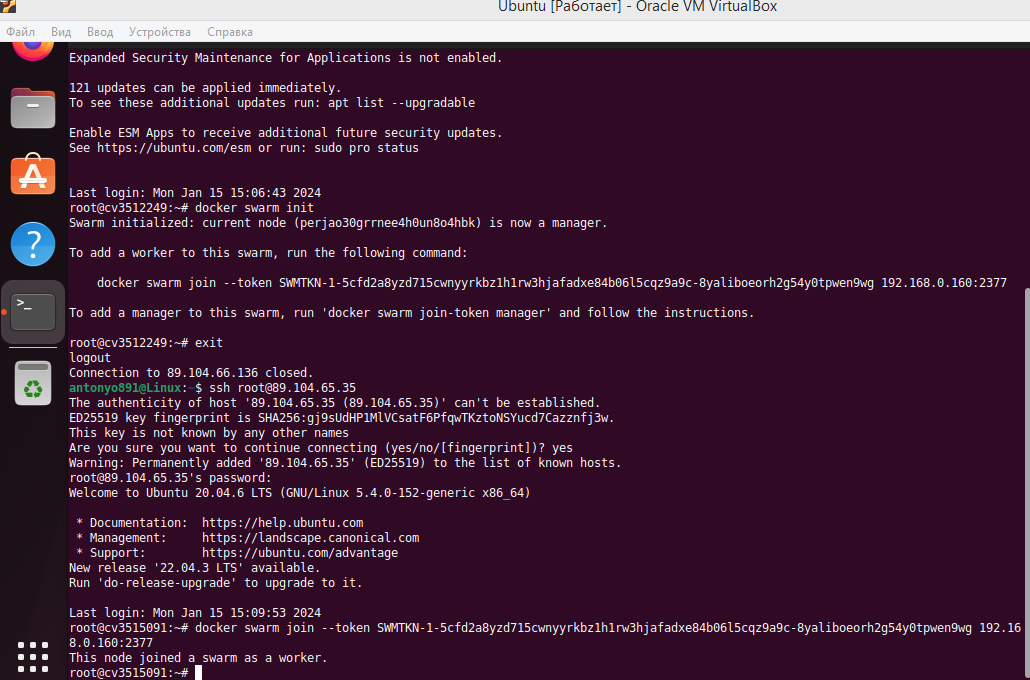 Ubuntu [Работает] - Oracle VM VirtualBox
Файл Вид Ввод Устройства Справка
Expanded Security Maintenance for Applications is not enabled.
121 updates can be applied immediately.
To see these additional updates run: apt list --upgradable
Enable ESM Apps to receive additional future security updates.
See https://ubuntu.com/esm or run: sudo pro status
Last login: Mon Jan 15 15:06:43 2024
root@cv3512249:~# docker swarm init
Swarm initialized: current node (perjao30grrnee4h0un8o4hbk) is now a manager.
To add a worker to this swarm, run the following command:
docker swarm join --token SWMTKN-1-5cfd2a8yzd715cwnyyrkbz1h1rw3hjafadxe84b06l5cqz9a9c-8yaliboeorh2g54y0tpwen9wg 192.168.0.160:2377
To add a manager to this swarm, run 'docker swarm join-token manager' and follow the instructions.
root@cv3512249:~# exit
logout
Connection to 89.104.66.136 closed.
antonyo891@Linux:~$ ssh root@89.104.65.35
The authenticity of host '89.104.65.35 (89.104.65.35)' can't be established.
ED25519 key fingerprint is SHA256:gj9sUdHP1MlVCsatF6PfqwTKztoNSYucd7Cazznfj3w.
This key is not known by any other names
Are you sure you want to continue connecting (yes/no/[fingerprint])? yes
Warning: Permanently added '89.104.65.35' (ED25519) to the list of known hosts.
root@89.104.65.35's password:
Welcome to Ubuntu 20.04.6 LTS (GNU/Linux 5.4.0-152-generic x86_64)
* Documentation:  https://help.ubuntu.com
* Management:     https://landscape.canonical.com
* Support:        https://ubuntu.com/advantage
New release '22.04.3 LTS' available.
Run 'do-release-upgrade' to upgrade to it.
Last login: Mon Jan 15 15:09:53 2024
root@cv3515091:~# docker swarm join --token SWMTKN-1-5cfd2a8yzd715cwnyyrkbz1h1rw3hjafadxe84b06l5cqz9a9c-8yaliboeorh2g54y0tpwen9wg 192.16
8.0.160:2377
This node joined a swarm as a worker.
root@cv3515091:~#